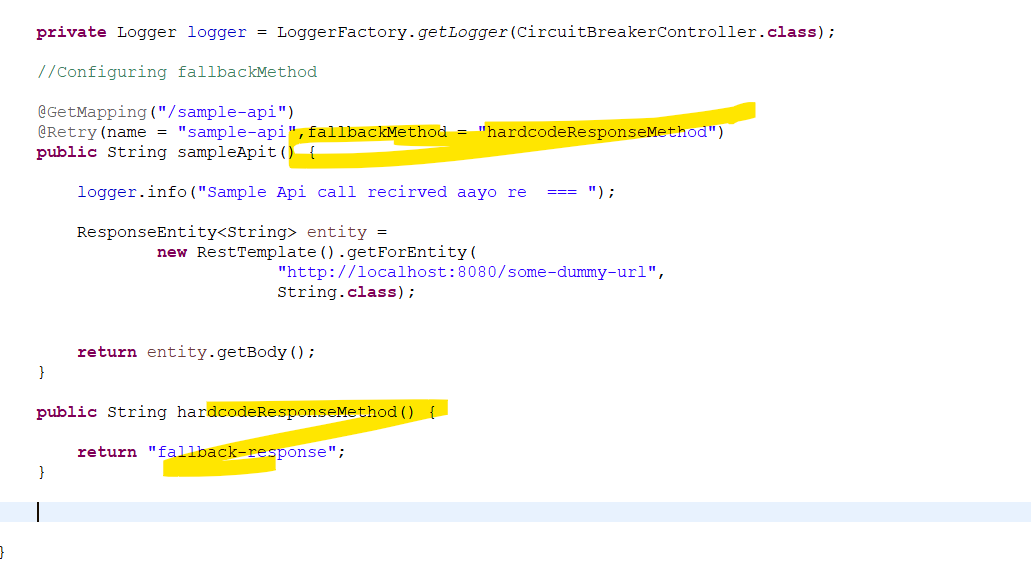 private Logger logger = LoggerFactory.getLogger(CircuitBreakerController.class);
//Configuring fallbackMethod
@GetMapping("/sample-api")
@Retry(name = "sample-api",fallbackMethod = "hardcodeResponseMethod")
public String sampleApit() {
logger.info("Sample Api call recirved aayo re  === ");
ResponseEntity<String> entity =
new RestTemplate().getForEntity(
"http://localhost:8080/some-dummy-url",
String.class);
return entity.getBody();
}
public String hardcodeResponseMethod() {
return "fallback-response";
}
}